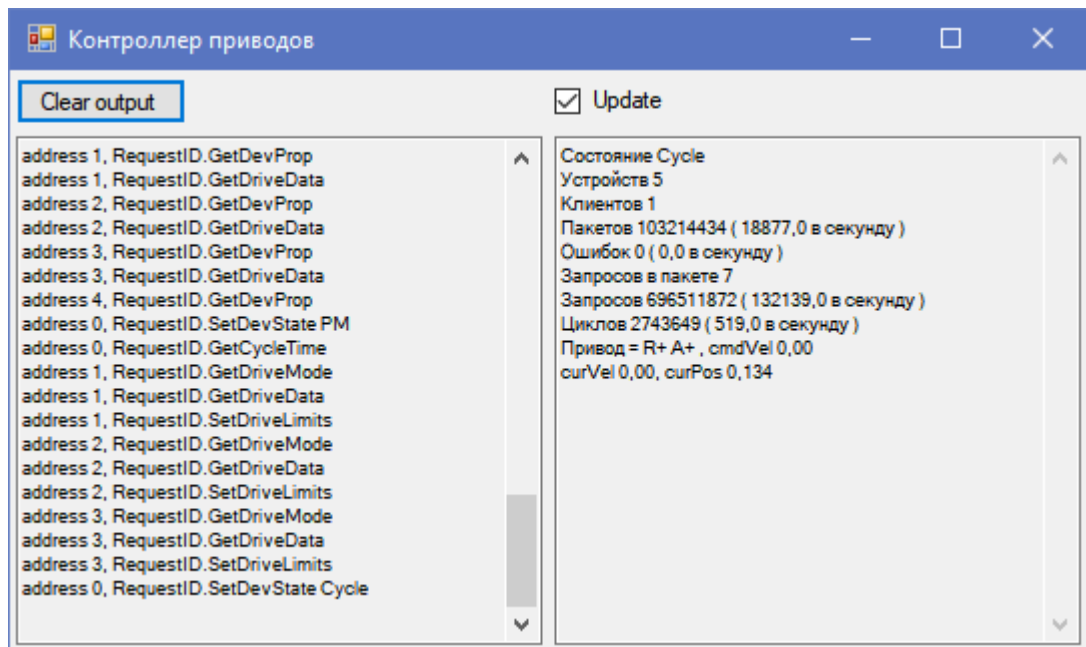 Контроллер приводов
Clear output
Update
address 1, RequestID.GetDevProp
address 1, RequestID.GetDriveData
address 2, RequestID.GetDevProp
address 2, RequestID.GetDriveData
address 3, RequestID.GetDevProp
address 3, RequestID.GetDriveData
address 4, RequestID.GetDevProp
address 0, RequestID.SetDevState PM
address 0, RequestID.GetCycleTime
address 1, RequestID.GetDriveMode
address 1, RequestID.GetDriveData
address 1, RequestID.SetDriveLimits
address 2, RequestID.GetDriveMode
address 2, RequestID.GetDriveData
address 2, RequestID.SetDriveLimits
address 3, RequestID.GetDriveMode
address 3, RequestID.GetDriveData
address 3, RequestID.SetDriveLimits
address 0, RequestID.SetDevState Cycle
Состояние Cycle
Устройств 5
Клиентов 1
Пакетов 103214434 ( 18877,0 в секунду )
Ошибок 0 ( 0,0 в секунду )
Запросов в пакете 7
Запросов 696511872 ( 132139,0 в секунду )
Циклов 2743649 ( 519,0 в секунду )
Привод = R+ A+ , cmdVel 0,00
curVel 0,00, curPos 0,134